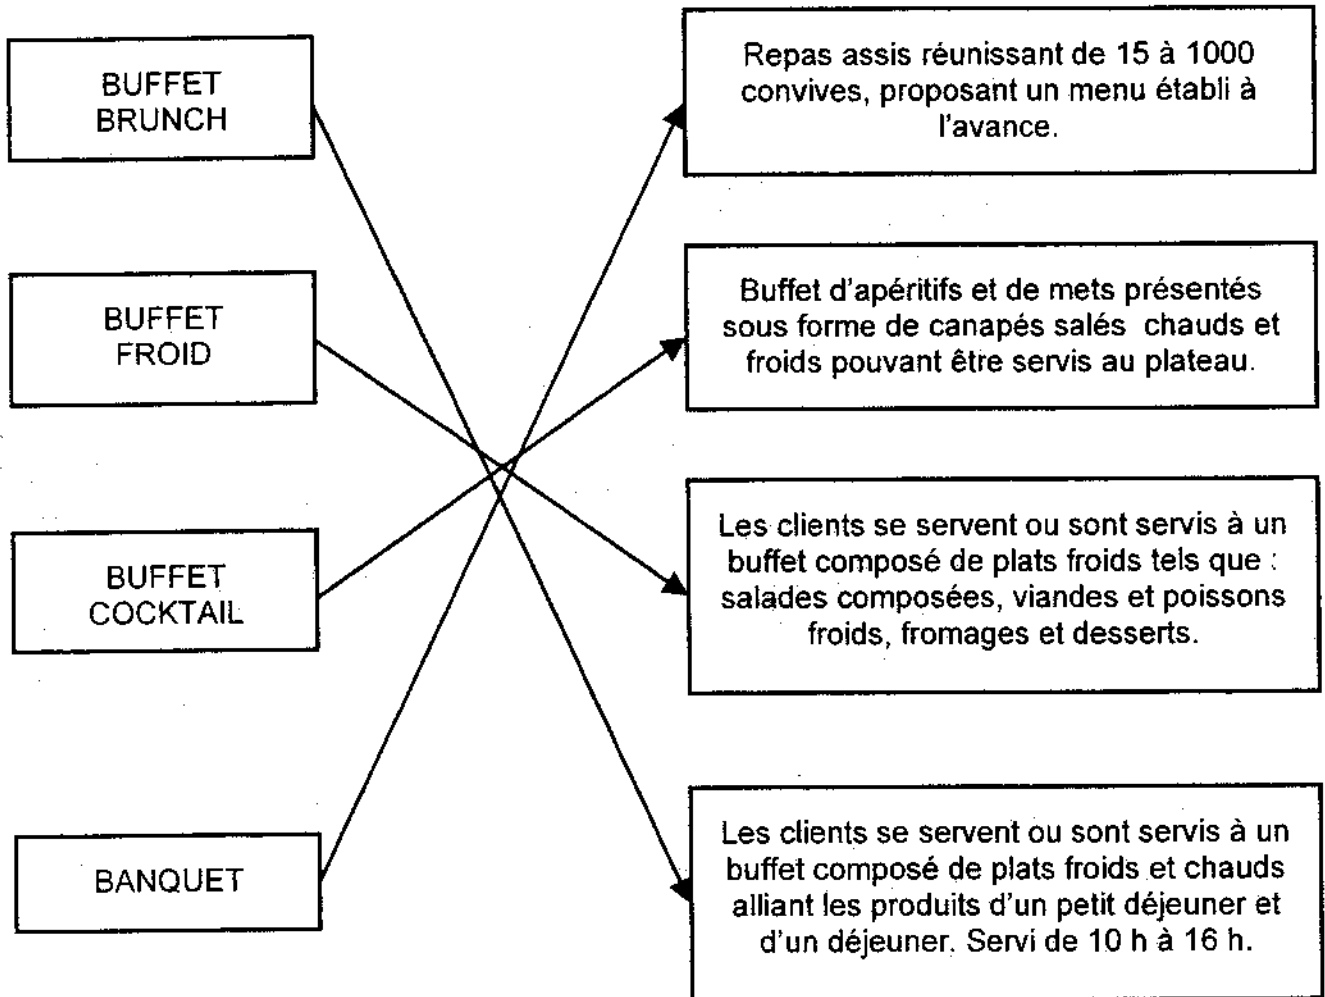 BUFFET
BRUNCH
Repas assis réunissant de 15 à 1000
convives, proposant un menu établi à
l'avance.
BUFFET
FROID
Buffet d'apéritifs et de mets présentés
sous forme de canapés salés chauds et
froids pouvant être servis au plateau.
BUFFET
COCKTAIL
Les clients se servent ou sont servis à un
buffet composé de plats froids tels que :
salades composées, viandes et poissons
froids, fromages et desserts.
BANQUET
Les clients se servent ou sont servis à un
buffet composé de plats froids et chauds
alliant les produits d'un petit déjeuner et
d'un déjeuner. Servi de 10 h à 16 h.